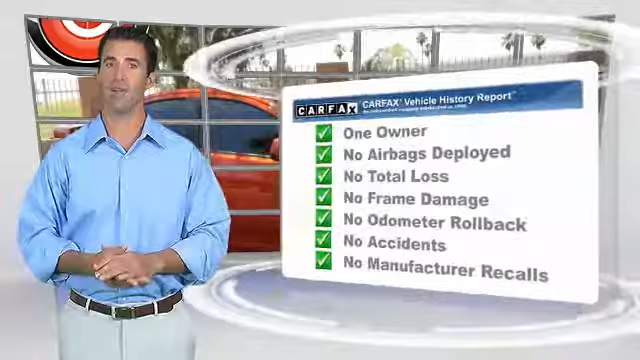 CARFAX CARFAX Vehicle History Report™
One Owner
No Airbags Deployed
No Total Loss
No Frame Damage
No Odometer Rollback
No Accidents
No Manufacturer Recalls